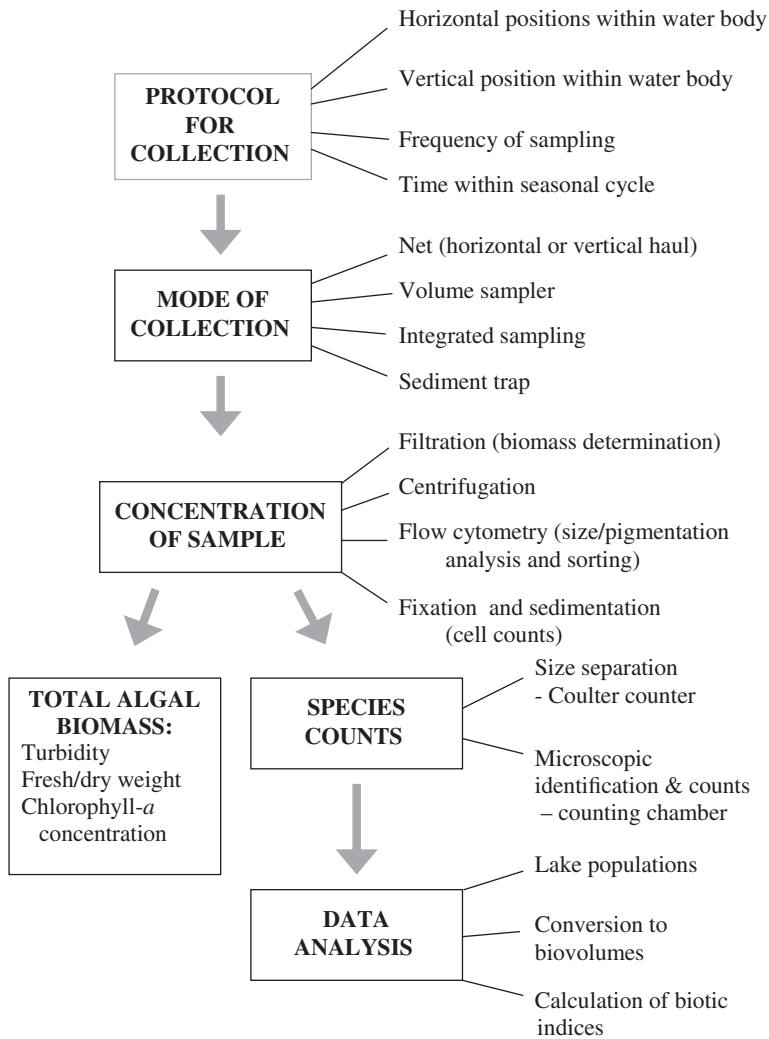 Horizontal positions within water body
PROTOCOL
FOR
COLLECTION
Vertical position within water body
Frequency of sampling
Time within seasonal cycle
MODE OF
COLLECTION
Net (horizontal or vertical haul)
Volume sampler
Integrated sampling
Sediment trap
CONCENTRATION
OF SAMPLE
Filtration (biomass determination)
Centrifugation
Flow cytometry (size/pigmentation
analysis and sorting)
Fixation and sedimentation
(cell counts)
TOTAL ALGAL
BIOMASS:
Turbidity
Fresh/dry weight
Chlorophyll-a
concentration
SPECIES
COUNTS
Size separation
- Coulter counter
Microscopic
identification & counts
– counting chamber
DATA
ANALYSIS
Lake populations
Conversion to
biovolumes
Calculation of biotic
indices